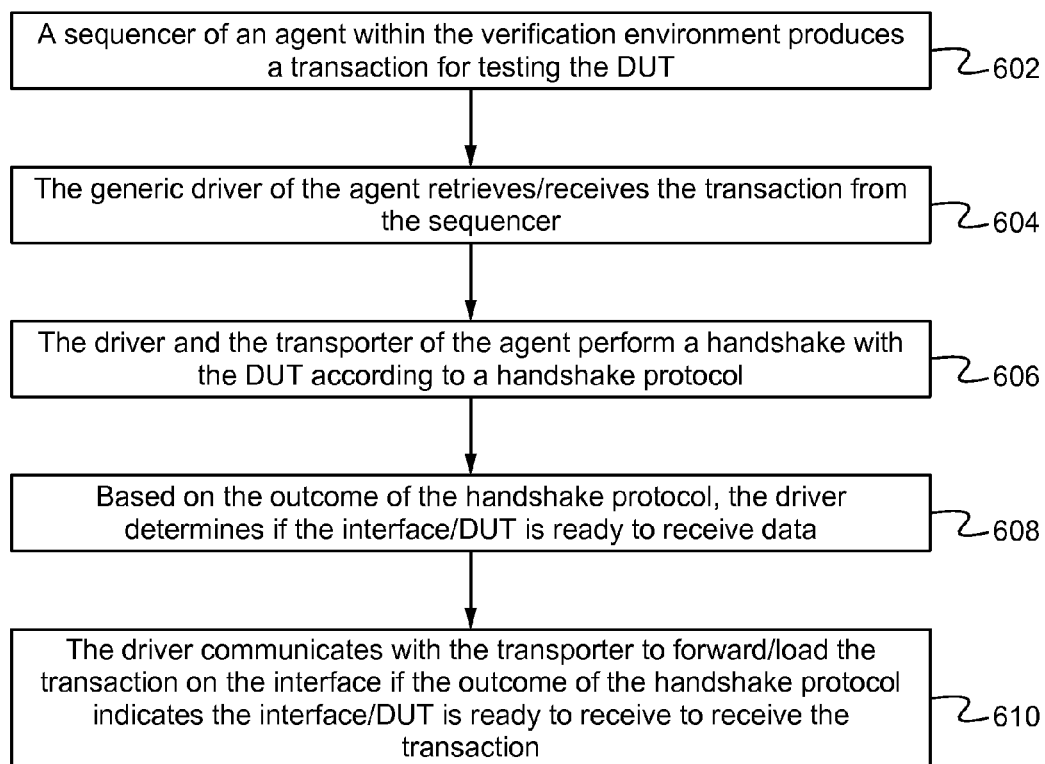 A sequencer of an agent within the verification environment produces
a transaction for testing the DUT
602
The generic driver of the agent retrieves/receives the transaction from
the sequencer
604
The driver and the transporter of the agent perform a handshake with
the DUT according to a handshake protocol
606
Based on the outcome of the handshake protocol, the driver
determines if the interface/DUT is ready to receive data
608
The driver communicates with the transporter to forward/load the
transaction on the interface if the outcome of the handshake protocol
indicates the interface/DUT is ready to receive to receive the
transaction
610